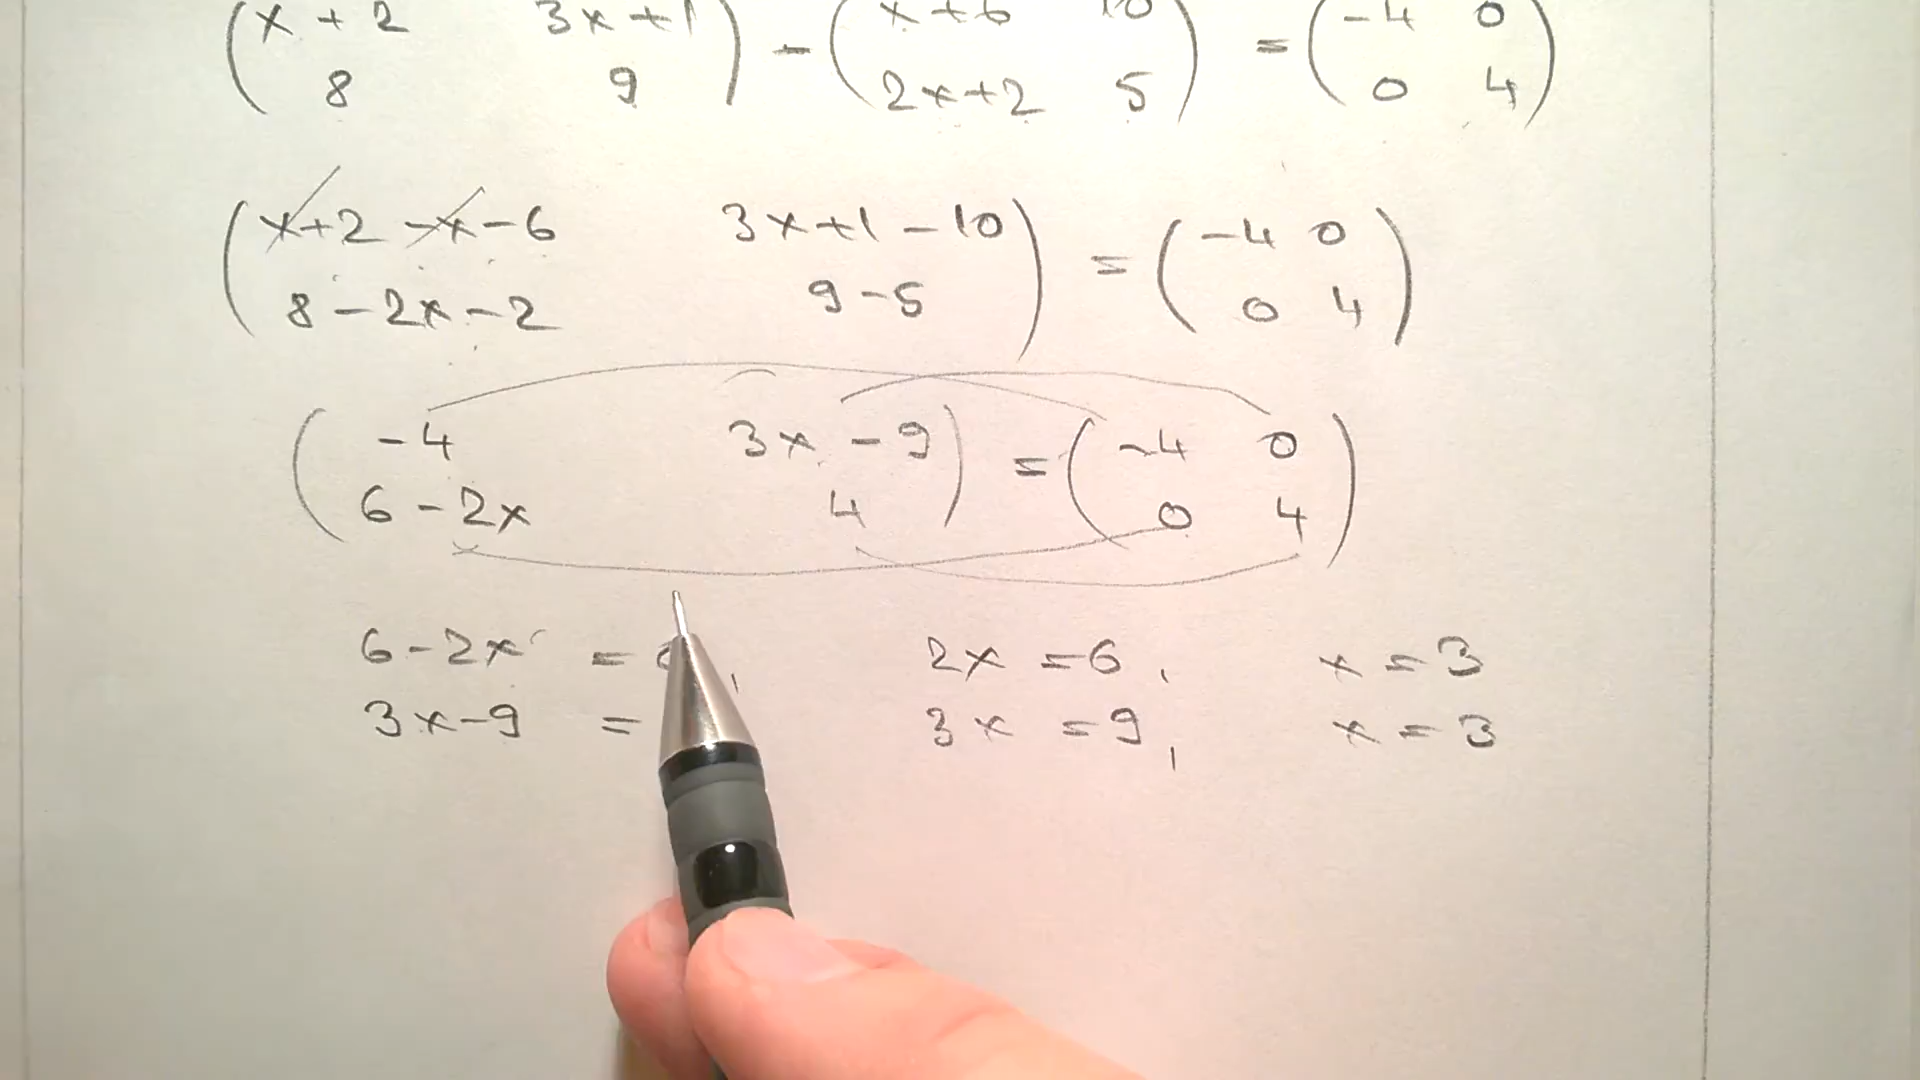 ( x + 2 3x + 1 ) - ( x + 6 10 ) = ( -4 0 )
( 8 9 ) ( 2x+2 5 ) ( 0 4 )
( x+2 -x -6 3x+1 - 10 ) = ( -4 0 )
( 8 - 2x - 2 9 - 5 ) ( 0 4 )
( -4 3x - 9 ) = ( -4 0 )
( 6 - 2x 4 ) ( 0 4 )
6 - 2x = , 2x = 6 , x = 3
3x - 9 = 3x = 9 , x = 3